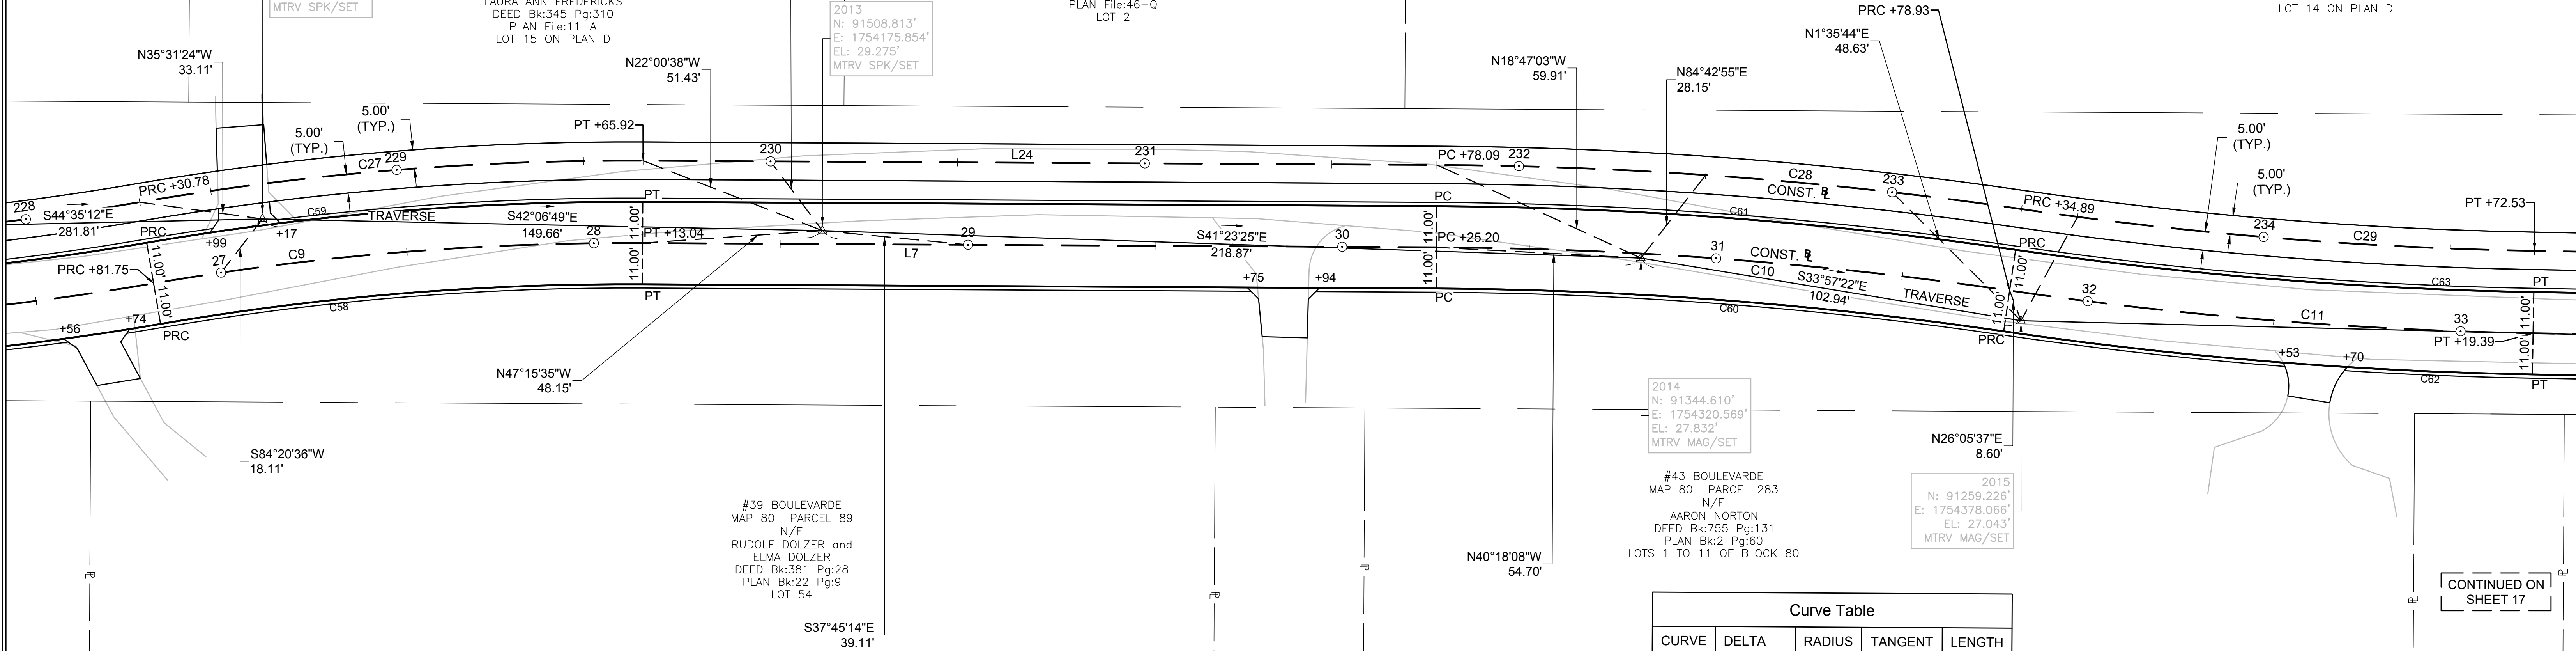 MTRV SPK/SET
LAURA ANN FREDERICKS
DEED Bk:345 Pg:310
PLAN File:11-A
LOT 15 ON PLAN D
2013
N: 91508.813'
E: 1754175.854'
EL: 29.275'
MTRV SPK/SET
PLAN File:46-Q
LOT 2
PRC +78.93
LOT 14 ON PLAN D
N35°31'24"W
33.11'
N22°00'38"W
51.43'
N18°47'03"W
59.91'
N84°42'55"E
28.15'
N1°35'44"E
48.63'
5.00'
(TYP.)
5.00'
(TYP.)
PT +65.92
5.00'
(TYP.)
5.00'
(TYP.)
228
PRC +30.78
C27
229
230
L24
231
PC +78.09
232
C28
CONST. BL
233
PRC +34.89
234
C29
PT +72.53
S44°35'12"E
281.81'
C59
TRAVERSE
S42°06'49"E
149.66'
PT
PC
C61
PRC
C63
PT
PRC
+99
+17
27
C9
28
11.00'
11.00'
PT +13.04
L7
29
S41°23'25"E
218.87'
30
11.00'
11.00'
PC +25.20
31
CONST. BL
C10
S33°57'22"E
102.94'
TRAVERSE
11.00'
11.00'
32
C11
33
PT +19.39
11.00'
11.00'
PRC +81.75
11.00'
11.00'
+56
+74
PRC
C58
PT
+75
+94
PC
C60
PRC
+53
+70
C62
PT
N47°15'35"W
48.15'
2014
N: 91344.610'
E: 1754320.569'
EL: 27.832'
MTRV MAG/SET
N26°05'37"E
8.60'
S84°20'36"W
18.11'
#39 BOULEVARDE
MAP 80 PARCEL 89
N/F
RUDOLF DOLZER and
ELMA DOLZER
DEED Bk:381 Pg:28
PLAN Bk:22 Pg:9
LOT 54
N40°18'08"W
54.70'
#43 BOULEVARDE
MAP 80 PARCEL 283
N/F
AARON NORTON
DEED Bk:755 Pg:131
PLAN Bk:2 Pg:60
LOTS 1 TO 11 OF BLOCK 80
2015
N: 91259.226'
E: 1754378.066'
EL: 27.043'
MTRV MAG/SET
PL
PL
PL
PL
PL
CONTINUED ON
SHEET 17
S37°45'14"E
39.11'
Curve Table
CURVE DELTA RADIUS TANGENT LENGTH